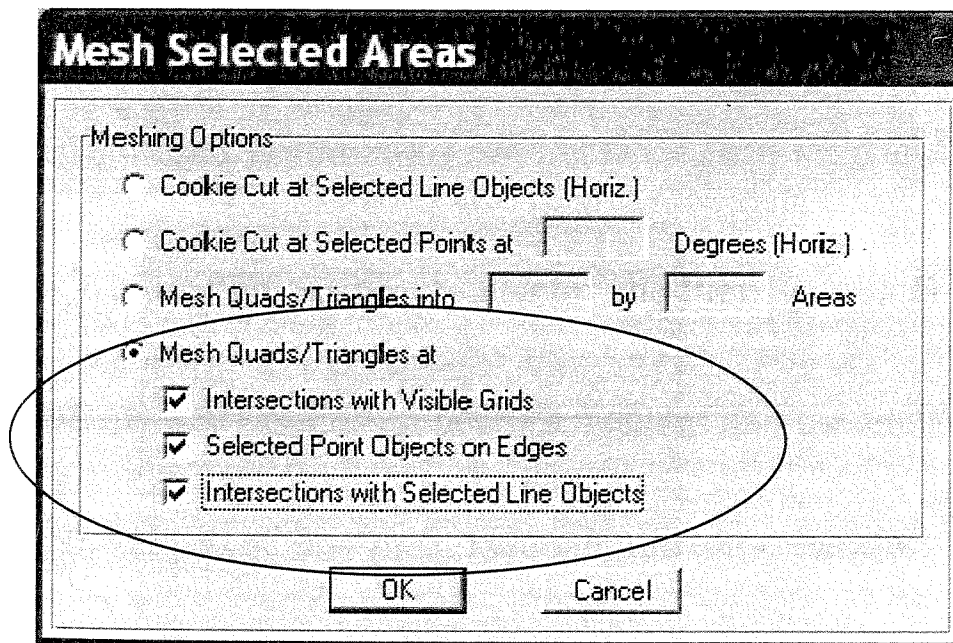 Mesh Selected Areas
Meshing Options
Cookie Cut at Selected Line Objects (Horiz.)
Cookie Cut at Selected Points at Degrees (Horiz.)
Mesh Quads/Triangles into by Areas
Mesh Quads/Triangles at
Intersections with Visible Grids
Selected Point Objects on Edges
Intersections with Selected Line Objects
OK Cancel